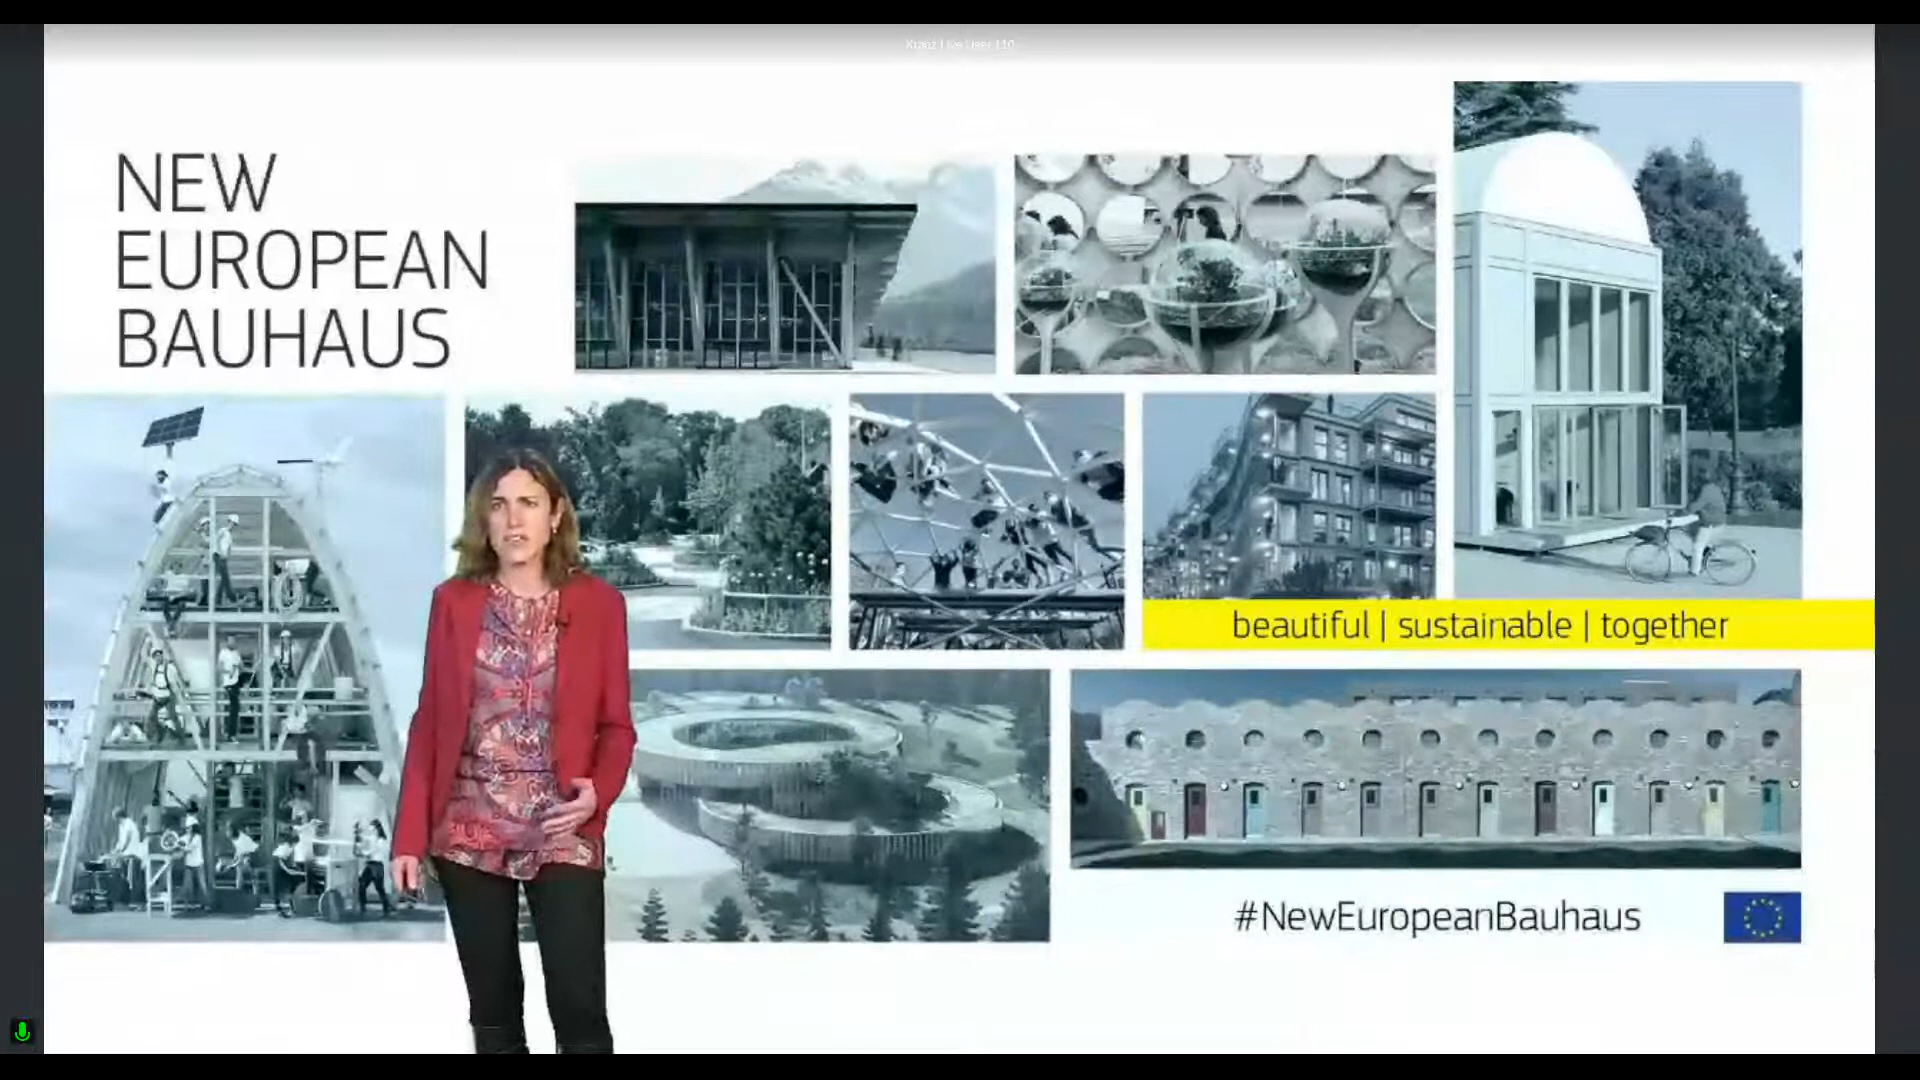 NEW
EUROPEAN
BAUHAUS
beautiful | sustainable | together
#NewEuropeanBauhaus